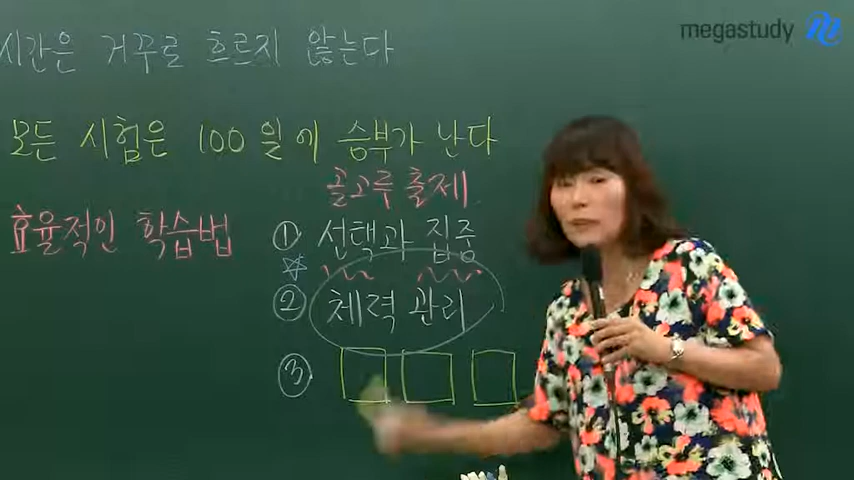 megastudy
시간은 거꾸로 흐르지 않는다
모든 시험은 100일에 승부가 난다
골고루 출제
효율적인 학습법 ① 선택과 집중
② 체력 관리
③